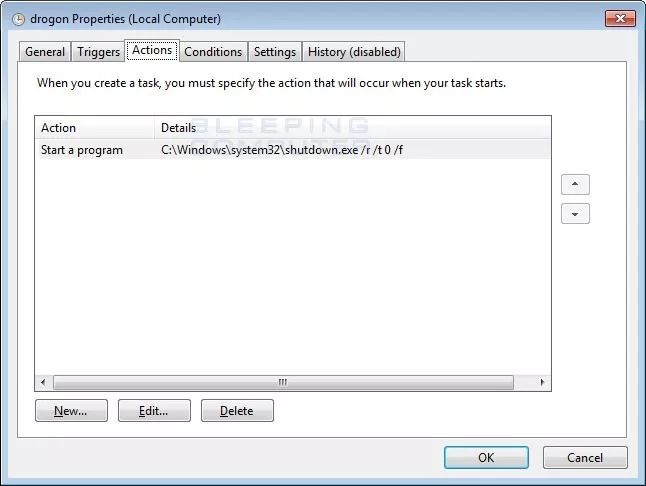 drogon Properties (Local Computer)
General Triggers Actions Conditions Settings History (disabled)
When you create a task, you must specify the action that will occur when your task starts.
BLEEPING
COMPUTER
Action Details
Start a program C:\Windows\system32\shutdown.exe /r /t 0 /f
New... Edit... Delete
OK Cancel